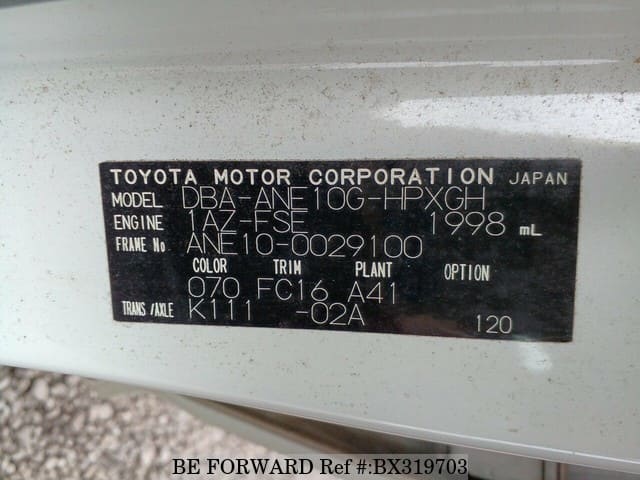 TOYOTA MOTOR CORPORATION JAPAN
MODEL DBA-ANE10G-HPXGH
ENGINE 1AZ-FSE 1998 mL
FRAME No. ANE10-0029100
COLOR TRIM PLANT OPTION
070 FC16 A41
TRANS/AXLE K111 -02A 120
BE FORWARD Ref #:BX319703